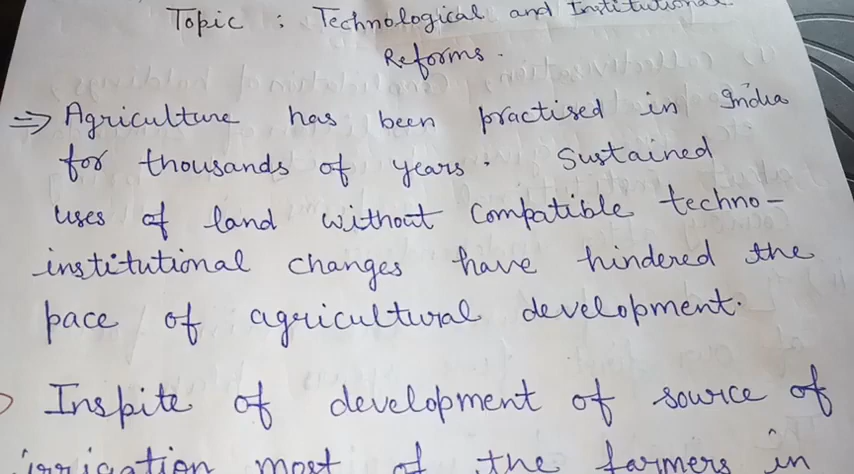 Topic : Technological and Institutional
Reforms.
⇒ Agriculture has been practised in India
for thousands of years. Sustained
uses of land without compatible techno-
institutional changes have hindered the
pace of agricultural development.
Inspite of development of source of
irrigation most of the farmers in